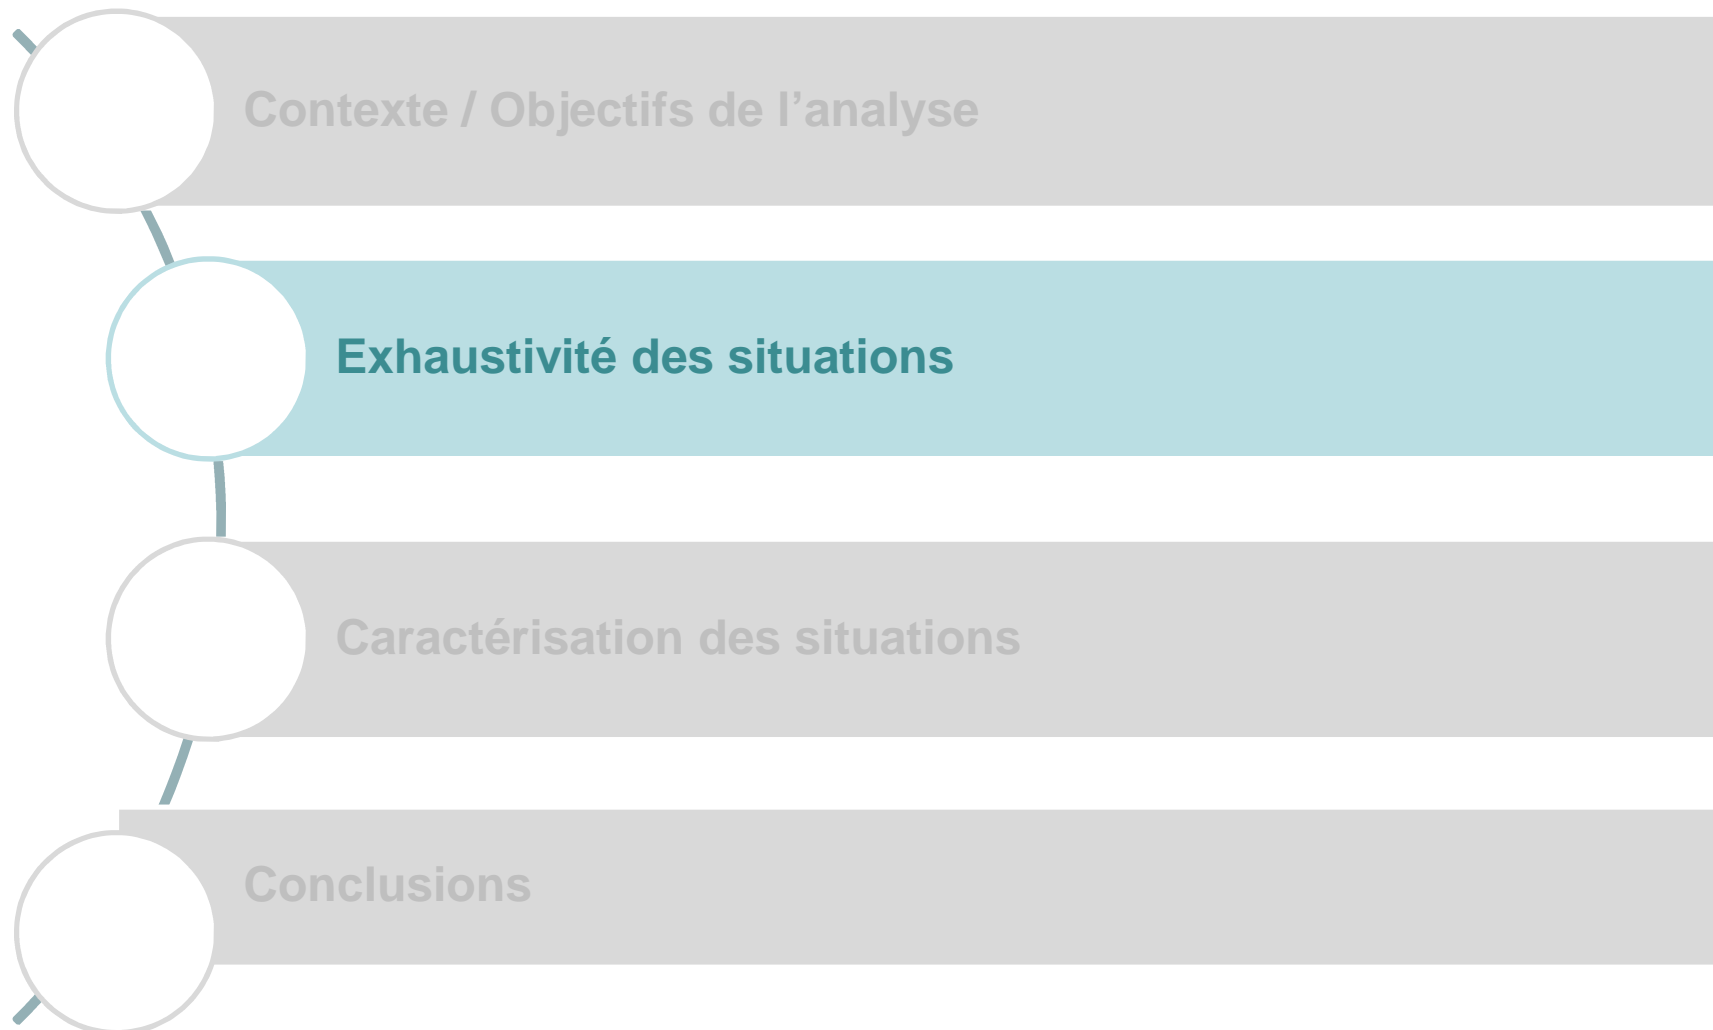 Contexte / Objectifs de l’analyse
Exhaustivité des situations
Caractérisation des situations
Conclusions